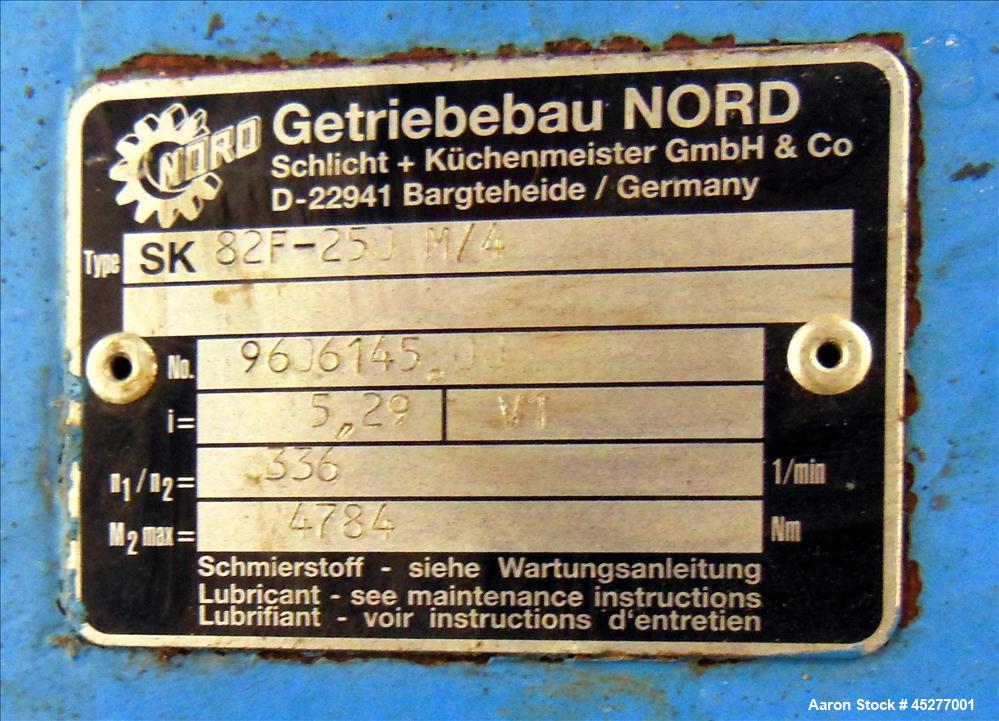 NORD
Getriebebau NORD
Schlicht + Küchenmeister GmbH & Co
D-22941 Bargteheide / Germany
Type SK 82F-250 M/4
No. 9606145.00
i= 5,29 V1
n1/n2= 336 1/min
M2 max= 4784 Nm
Schmierstoff - siehe Wartungsanleitung
Lubricant - see maintenance instructions
Lubrifiant - voir instructions d'entretien
Aaron Stock # 45277001